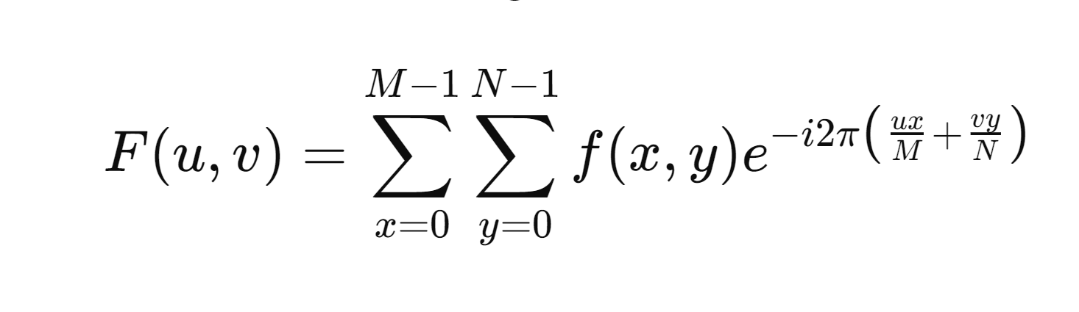 F(u, v) = \sum_{x=0}^{M-1} \sum_{y=0}^{N-1} f(x, y) e^{-i2\pi\left(\frac{ux}{M} + \frac{vy}{N}\right)}